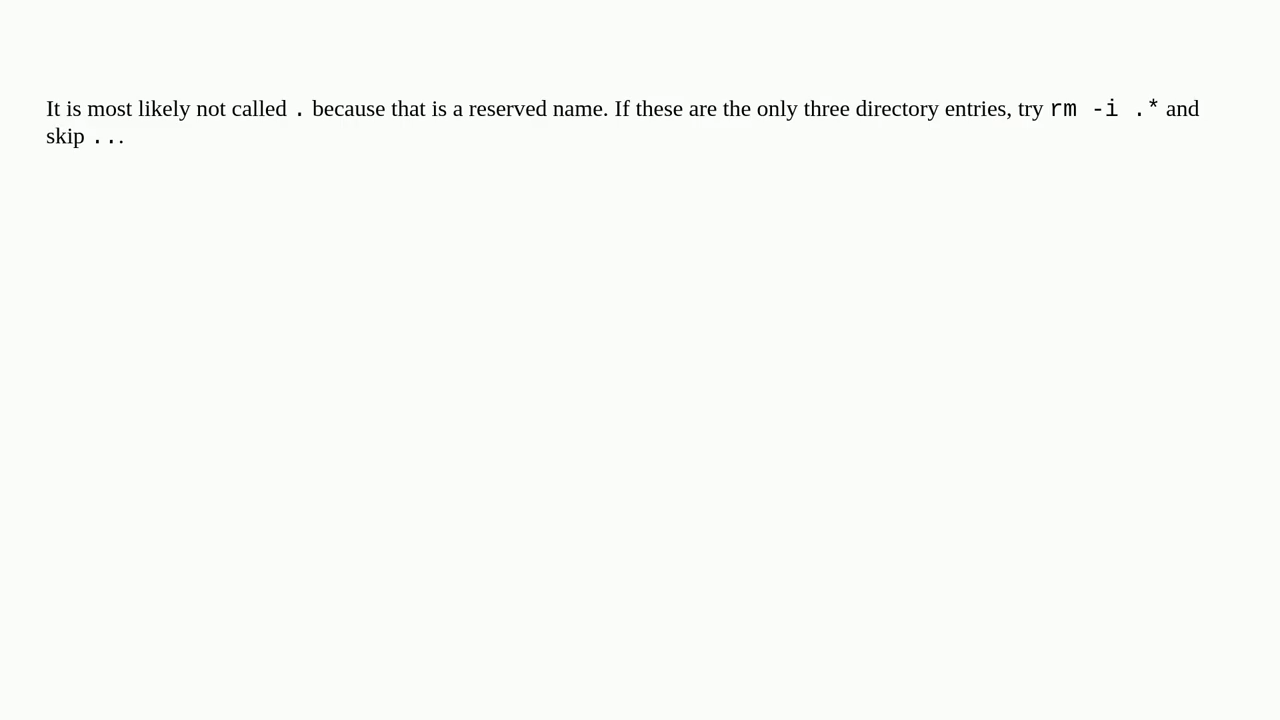 It is most likely not called . because that is a reserved name. If these are the only three directory entries, try rm -i .* and
skip ...